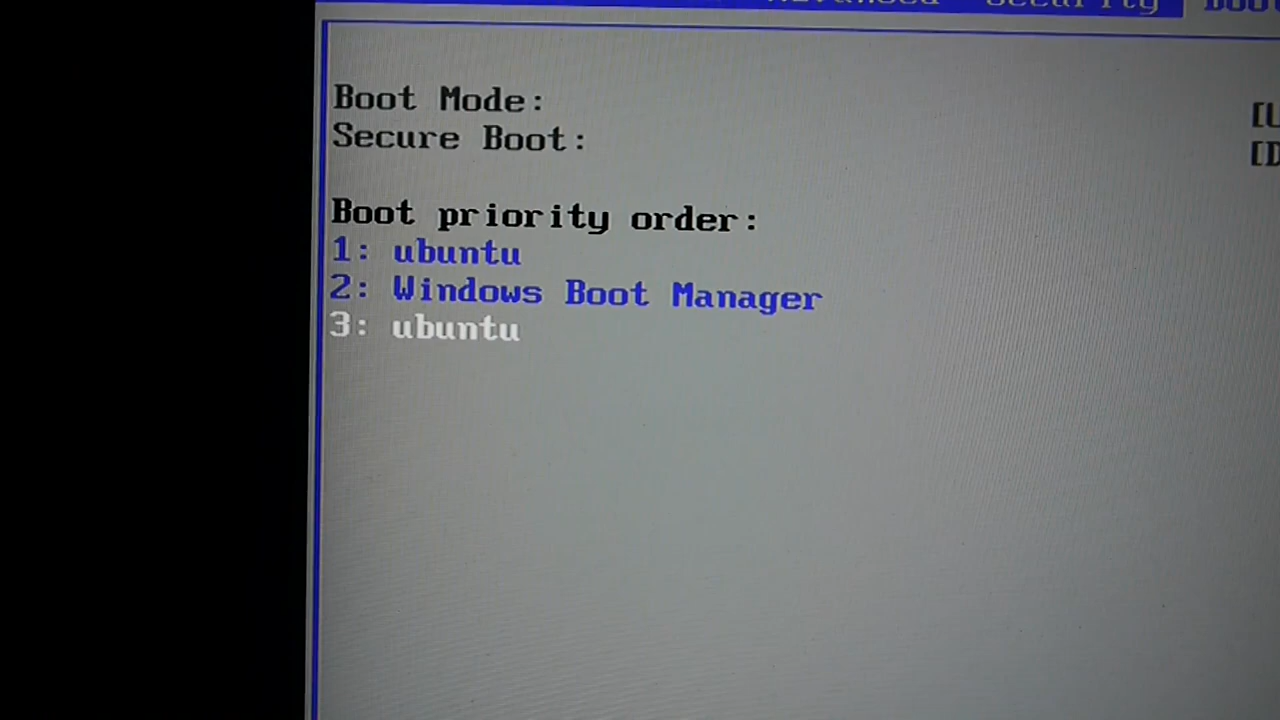 Security
Boot Mode: [U
Secure Boot: [D
Boot priority order:
1: ubuntu
2: Windows Boot Manager
3: ubuntu